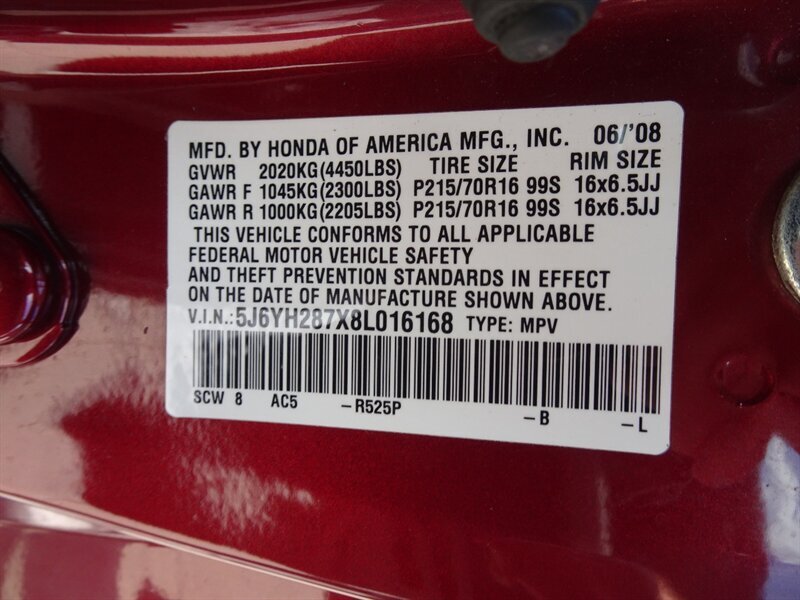 MFD. BY HONDA OF AMERICA MFG., INC. 06/'08
GVWR 2020KG(4450LBS) TIRE SIZE RIM SIZE
GAWR F 1045KG(2300LBS) P215/70R16 99S 16x6.5JJ
GAWR R 1000KG(2205LBS) P215/70R16 99S 16x6.5JJ
THIS VEHICLE CONFORMS TO ALL APPLICABLE
FEDERAL MOTOR VEHICLE SAFETY
AND THEFT PREVENTION STANDARDS IN EFFECT
ON THE DATE OF MANUFACTURE SHOWN ABOVE.
V.I.N.:5J6YH287X8L016168 TYPE: MPV
SCW 8 AC5 –R525P –B –L